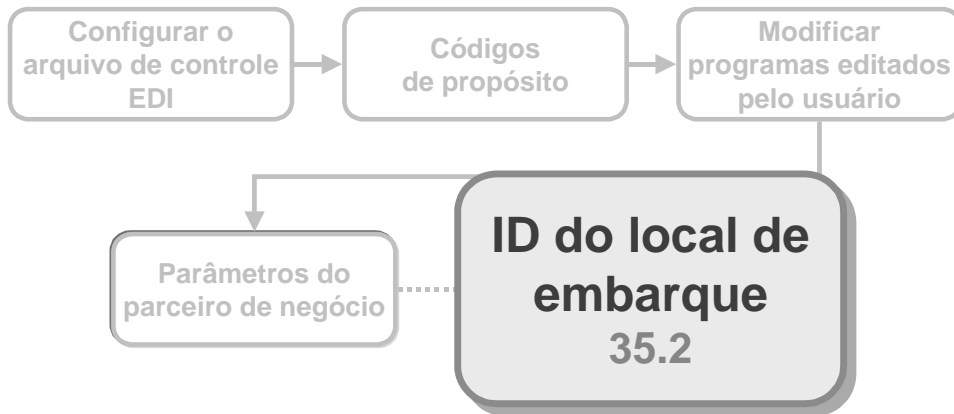 Configurar o
arquivo de controle
EDI
Códigos
de propósito
Modificar
programas editados
pelo usuário
Parâmetros do
parceiro de negócio
ID do local de
embarque
35.2